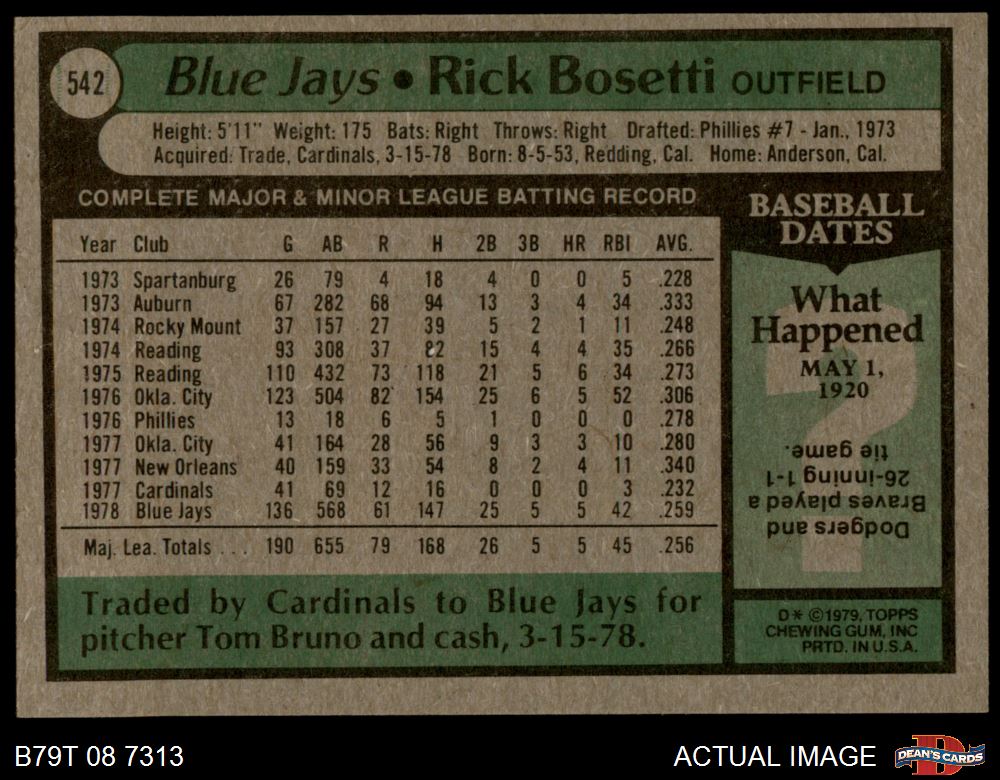 542
Blue Jays • Rick Bosetti OUTFIELD
Height: 5'11" Weight: 175 Bats: Right Throws: Right Drafted: Phillies #7 - Jan., 1973
Acquired: Trade, Cardinals, 3-15-78 Born: 8-5-53, Redding, Cal. Home: Anderson, Cal.
COMPLETE MAJOR & MINOR LEAGUE BATTING RECORD
Year Club G AB R H 2B 3B HR RBI AVG.
1973 Spartanburg 26 79 4 18 4 0 0 5 .228
1973 Auburn 67 282 68 94 13 3 4 34 .333
1974 Rocky Mount 37 157 27 39 5 2 1 11 .248
1974 Reading 93 308 37 82 15 4 4 35 .266
1975 Reading 110 432 73 118 21 5 6 34 .273
1976 Okla. City 123 504 82 154 25 6 5 52 .306
1976 Phillies 13 18 6 5 1 0 0 0 .278
1977 Okla. City 41 164 28 56 9 3 3 10 .280
1977 New Orleans 40 159 33 54 8 2 4 11 .340
1977 Cardinals 41 69 12 16 0 0 0 3 .232
1978 Blue Jays 136 568 61 147 25 5 5 42 .259
Maj. Lea. Totals . . . 190 655 79 168 26 5 5 45 .256
Traded by Cardinals to Blue Jays for
pitcher Tom Bruno and cash, 3-15-78.
BASEBALL
DATES
What
Happened
MAY 1,
1920
?
Dodgers and
Braves played a
26-inning 1-1
tie game.
D* ©1979, TOPPS
CHEWING GUM, INC
PRTD. IN U.S.A.
B79T 08 7313
ACTUAL IMAGE
D
DEAN'S CARDS